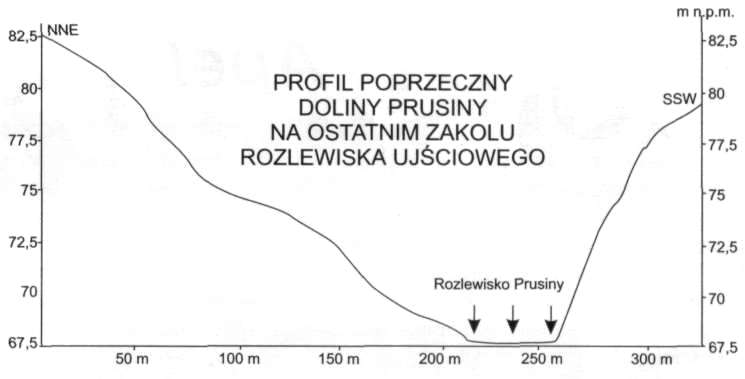 m n.p.m.
NNE
82,5
82,5
PROFIL POPRZECZNY
DOLINY PRUSINY
NA OSTATNIM ZAKOLU
ROZLEWISKA UJŚCIOWEGO
80
80
SSW
77,5
77,5
75
75
72,5
72,5
Rozlewisko Prusiny
70
70
67,5
67,5
50 m
100 m
150 m
200 m
250 m
300 m